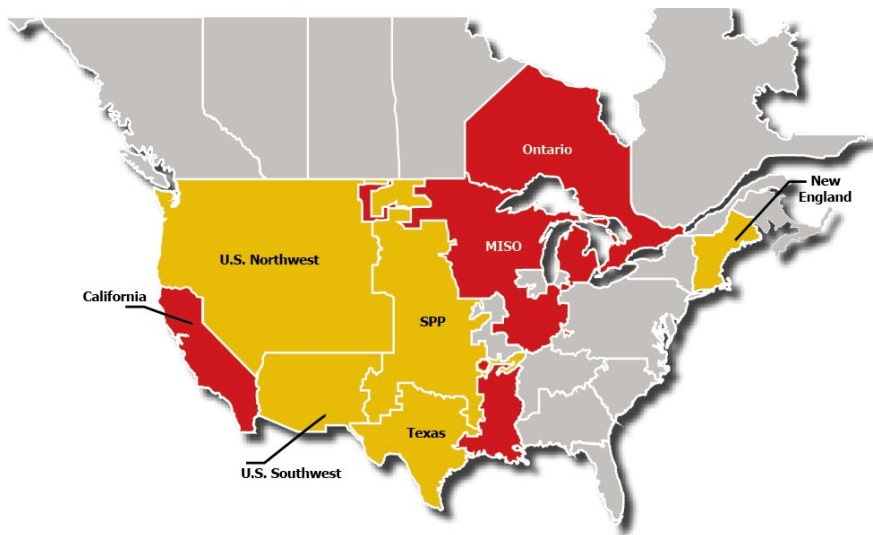 Ontario
New
England
MISO
U.S. Northwest
California
SPP
Texas
U.S. Southwest